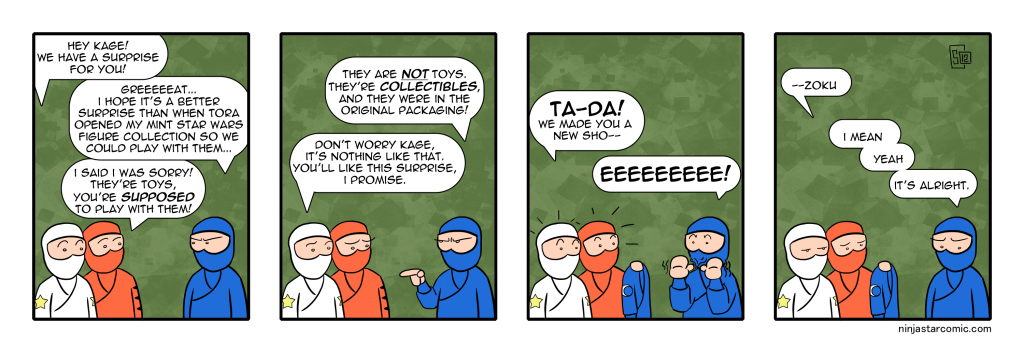 HEY KAGE!
WE HAVE A SURPRISE
FOR YOU!
GREEEEEAT...
I HOPE IT'S A BETTER
SURPRISE THAN WHEN TORA
OPENED MY MINT STAR WARS
FIGURE COLLECTION SO WE
COULD PLAY WITH THEM...
I SAID I WAS SORRY!
THEY'RE TOYS,
YOU'RE SUPPOSED
TO PLAY WITH THEM!
THEY ARE NOT TOYS.
THEY'RE COLLECTIBLES,
AND THEY WERE IN THE
ORIGINAL PACKAGING!
DON'T WORRY KAGE,
IT'S NOTHING LIKE THAT.
YOU'LL LIKE THIS SURPRISE,
I PROMISE.
TA-DA!
WE MADE YOU A
NEW SHO--
EEEEEEEEE!
--ZOKU
I MEAN
YEAH
IT'S ALRIGHT.
ninjastarcomic.com